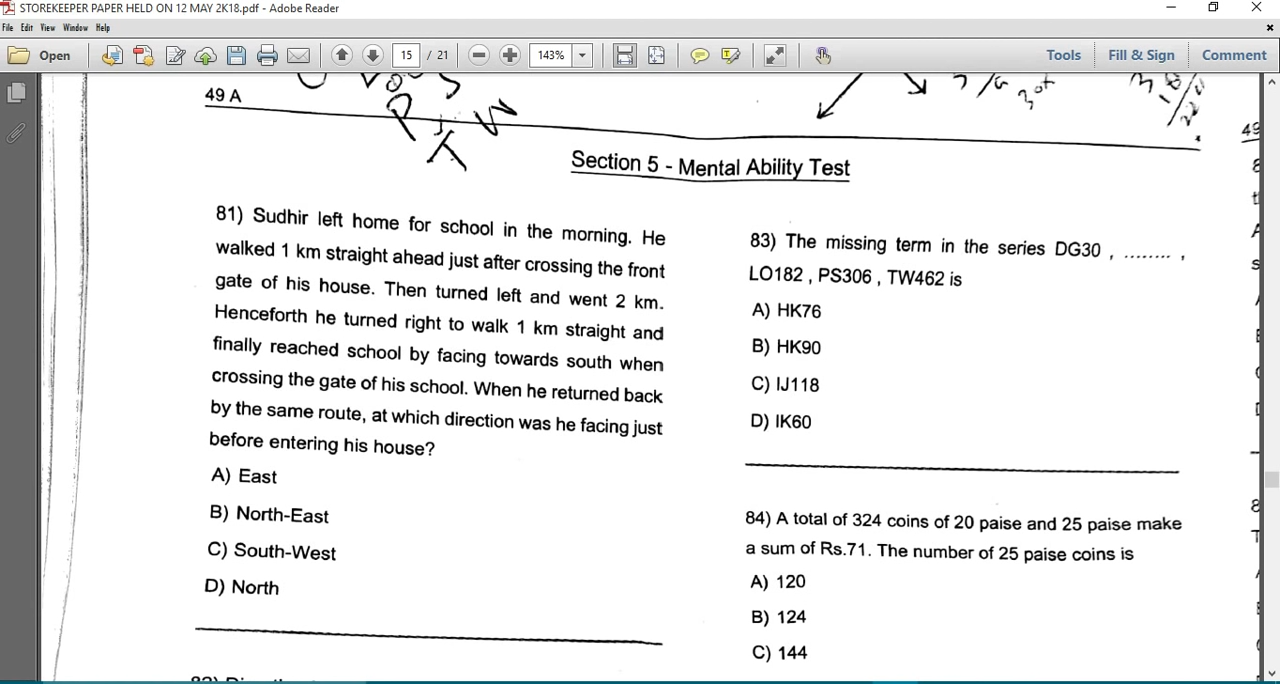 STOREKEEPER PAPER HELD ON 12 MAY 2K18.pdf - Adobe Reader
File Edit View Window Help
Open 15 / 21 143% Tools Fill & Sign Comment
49 A
Section 5 - Mental Ability Test
81) Sudhir left home for school in the morning. He
walked 1 km straight ahead just after crossing the front
gate of his house. Then turned left and went 2 km.
Henceforth he turned right to walk 1 km straight and
finally reached school by facing towards south when
crossing the gate of his school. When he returned back
by the same route, at which direction was he facing just
before entering his house?
A) East
B) North-East
C) South-West
D) North
83) The missing term in the series DG30 , ........ ,
LO182 , PS306 , TW462 is
A) HK76
B) HK90
C) IJ118
D) IK60
84) A total of 324 coins of 20 paise and 25 paise make
a sum of Rs.71. The number of 25 paise coins is
A) 120
B) 124
C) 144
49